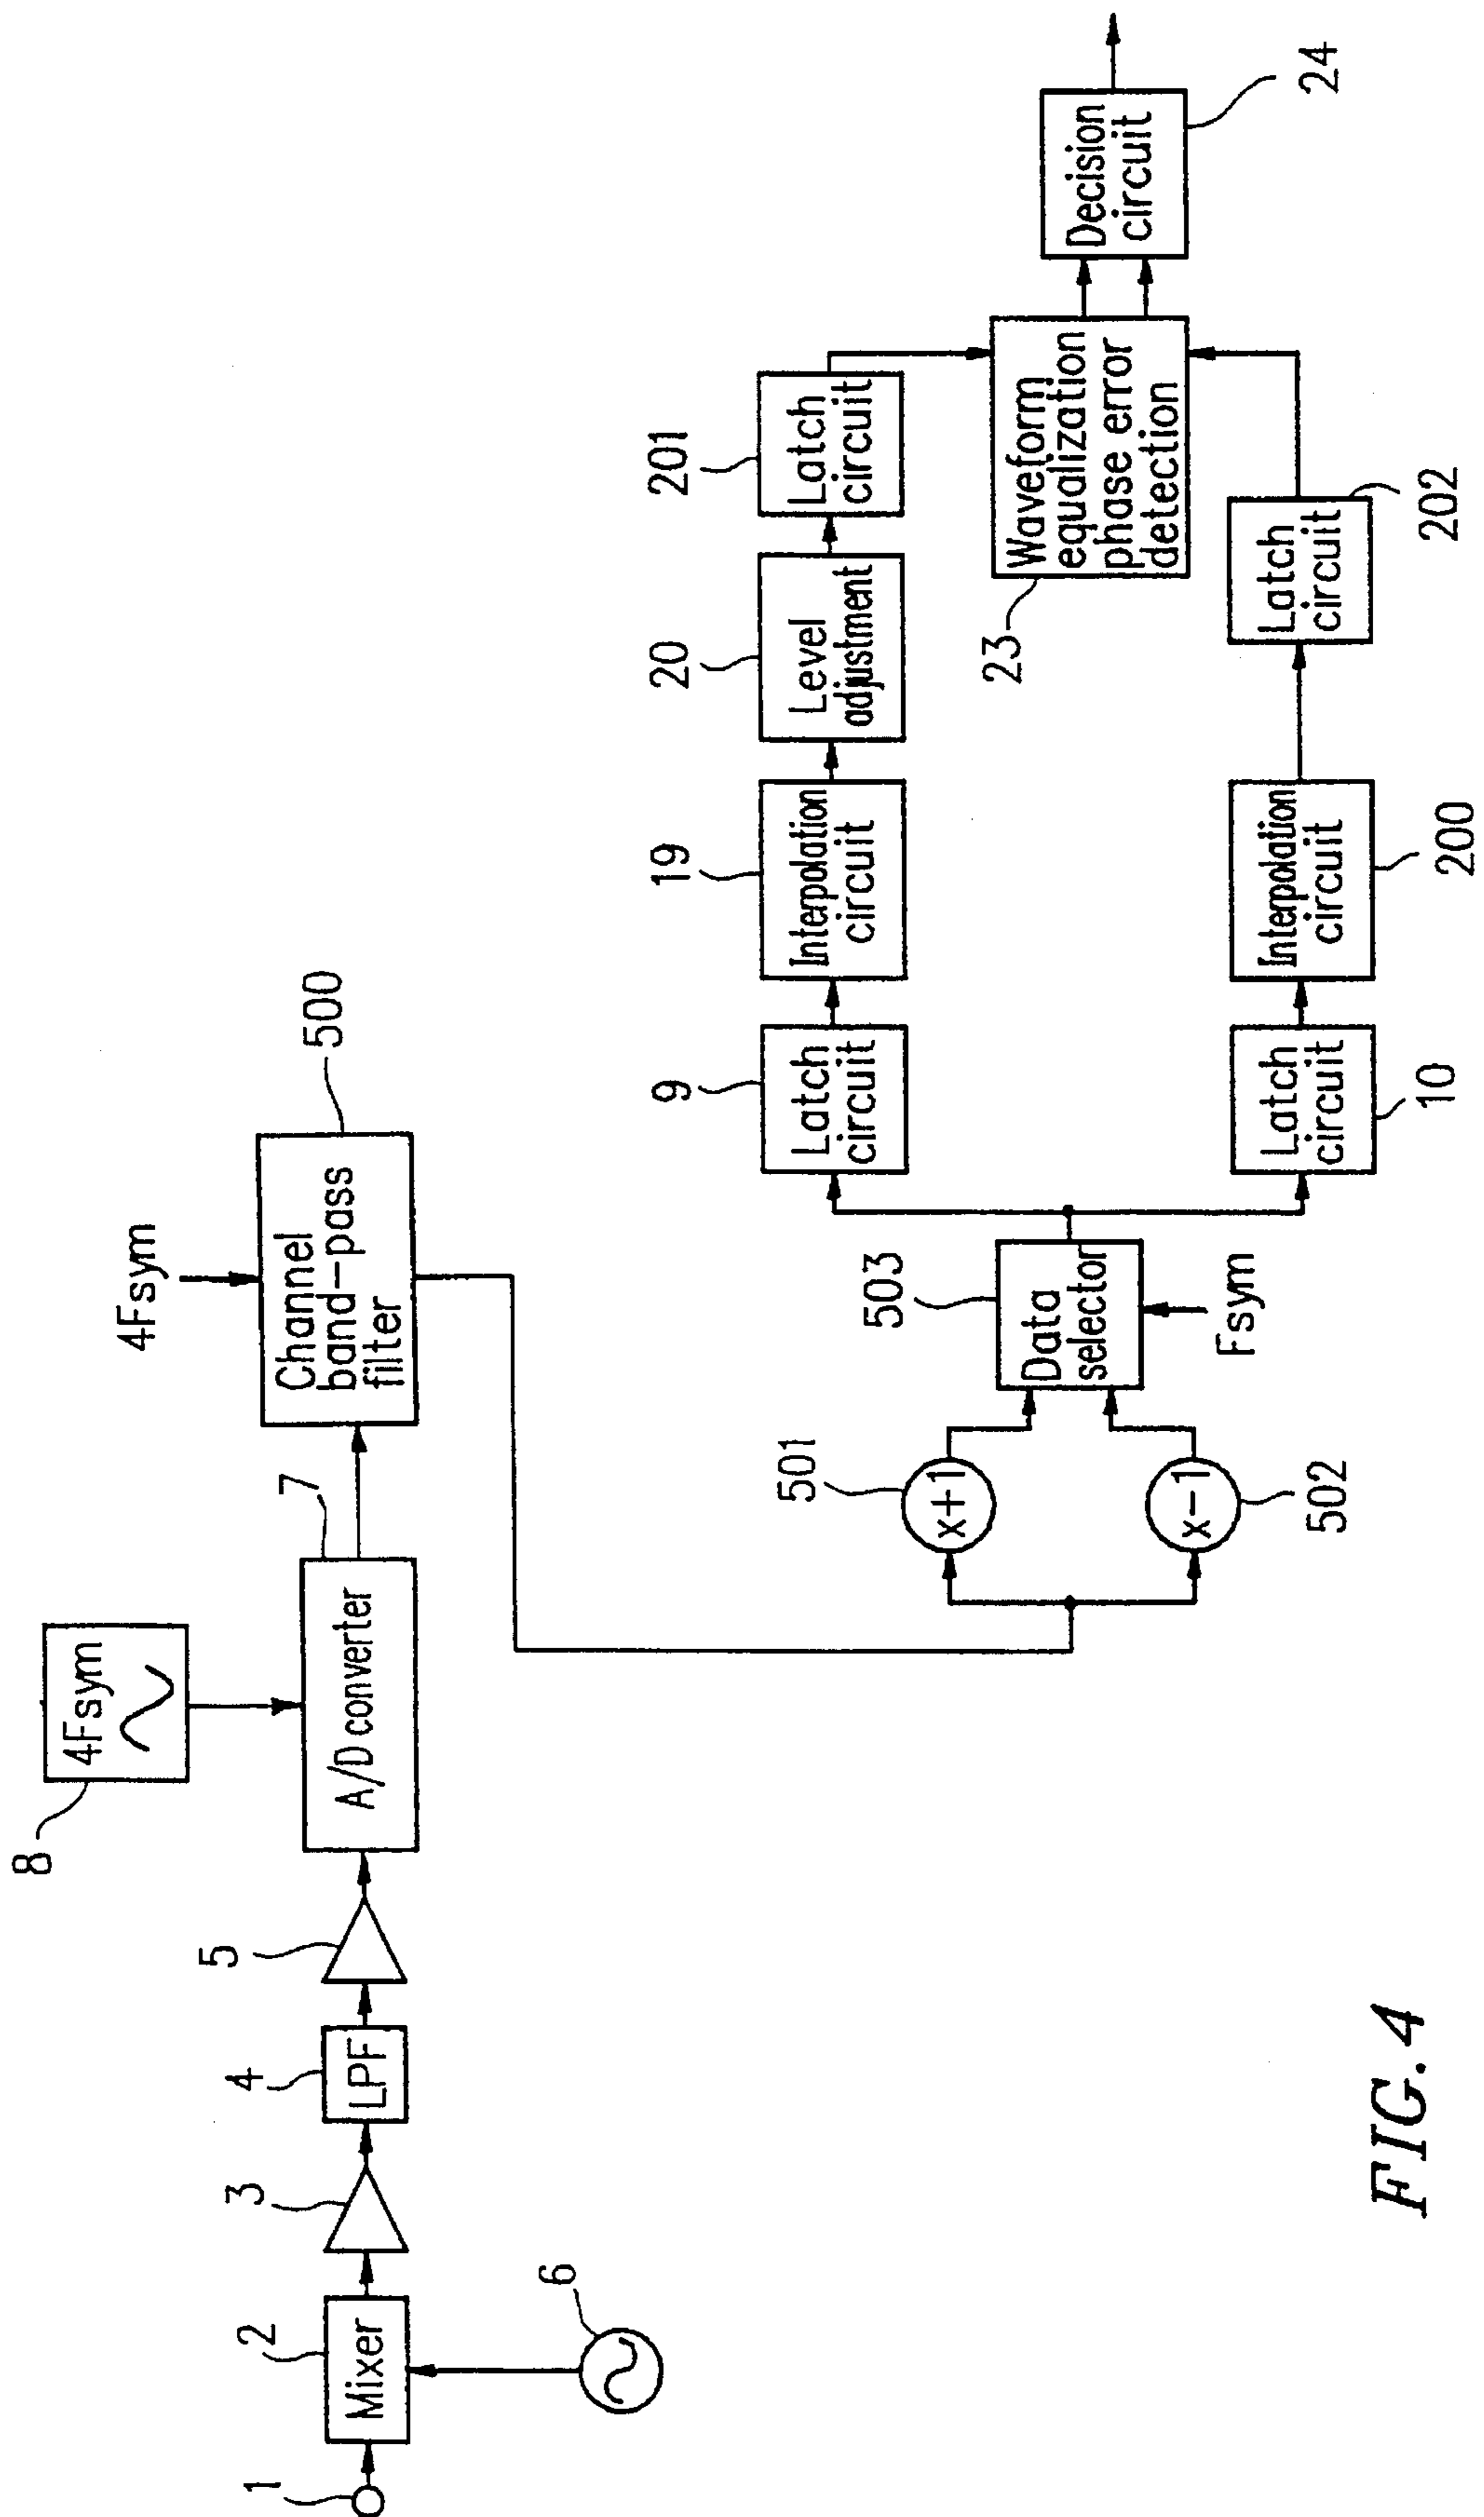 1
2
Mixer
6
3
4
LPF
5
8
4Fsym
A/D converter
7
4Fsym
Channel
band-pass
filter
500
501
x+1
x-1
502
503
Data
selector
Fsym
9
Latch
circuit
19
Interpolation
circuit
20
Level
adjustment
201
Latch
circuit
Latch
circuit
10
Interpolation
circuit
200
Latch
circuit
202
23
Waveform
equalization
phase error
detection
Decision
circuit
24
FIG.4